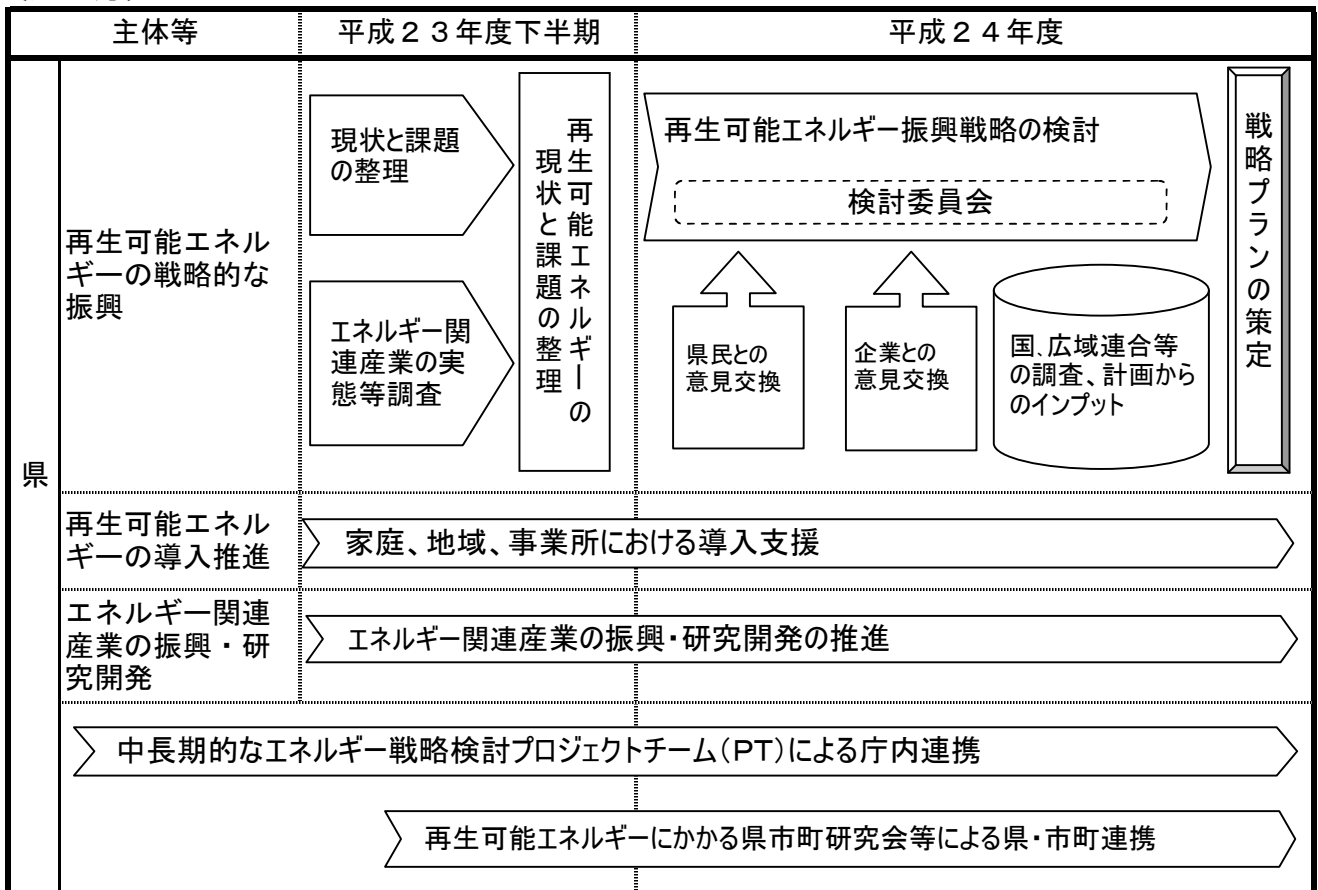 主体等
平成23年度下半期
平成24年度
県
再生可能エネル
ギーの戦略的な
振興
現状と課題
の整理
エネルギー関
連産業の実
態等調査
再生可能エネルギーの
現状と課題の整理
再生可能エネルギー振興戦略の検討
検討委員会
県民との
意見交換
企業との
意見交換
国、広域連合等
の調査、計画から
のインプット
戦略プランの策定
再生可能エネル
ギーの導入推進
家庭、地域、事業所における導入支援
エネルギー関連
産業の振興・研
究開発
エネルギー関連産業の振興・研究開発の推進
中長期的なエネルギー戦略検討プロジェクトチーム(PT)による庁内連携
再生可能エネルギーにかかる県市町研究会等による県・市町連携